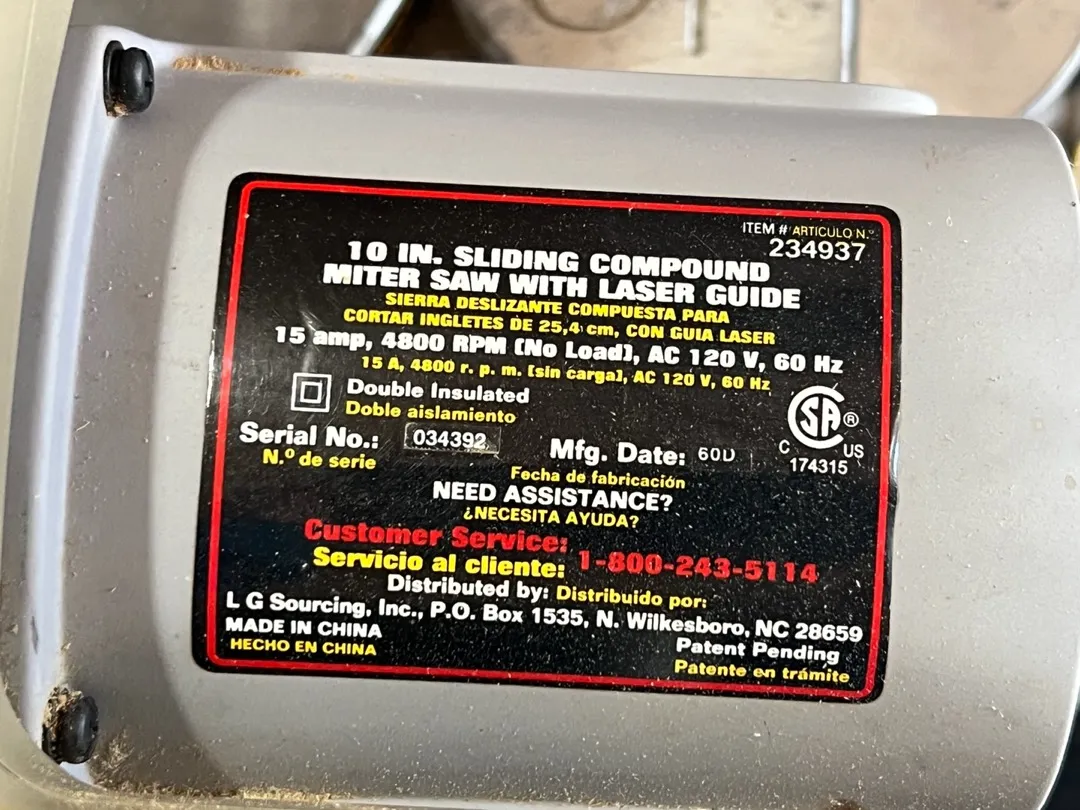 ITEM # ARTICULO N.º
234937
10 IN. SLIDING COMPOUND
MITER SAW WITH LASER GUIDE
SIERRA DESLIZANTE COMPUESTA PARA
CORTAR INGLETES DE 25,4 cm, CON GUIA LASER
15 amp, 4800 RPM (No Load), AC 120 V, 60 Hz
15 A, 4800 r. p. m. (sin carga), AC 120 V, 60 Hz
Double Insulated
Doble aislamiento
Serial No.: 034392
N.º de serie
Mfg. Date: 60D
Fecha de fabricación
C SA ® US
174315
NEED ASSISTANCE?
¿NECESITA AYUDA?
Customer Service:
Servicio al cliente: 1-800-243-5114
Distributed by: Distribuido por:
L G Sourcing, Inc., P.O. Box 1535, N. Wilkesboro, NC 28659
MADE IN CHINA
HECHO EN CHINA
Patent Pending
Patente en trámite